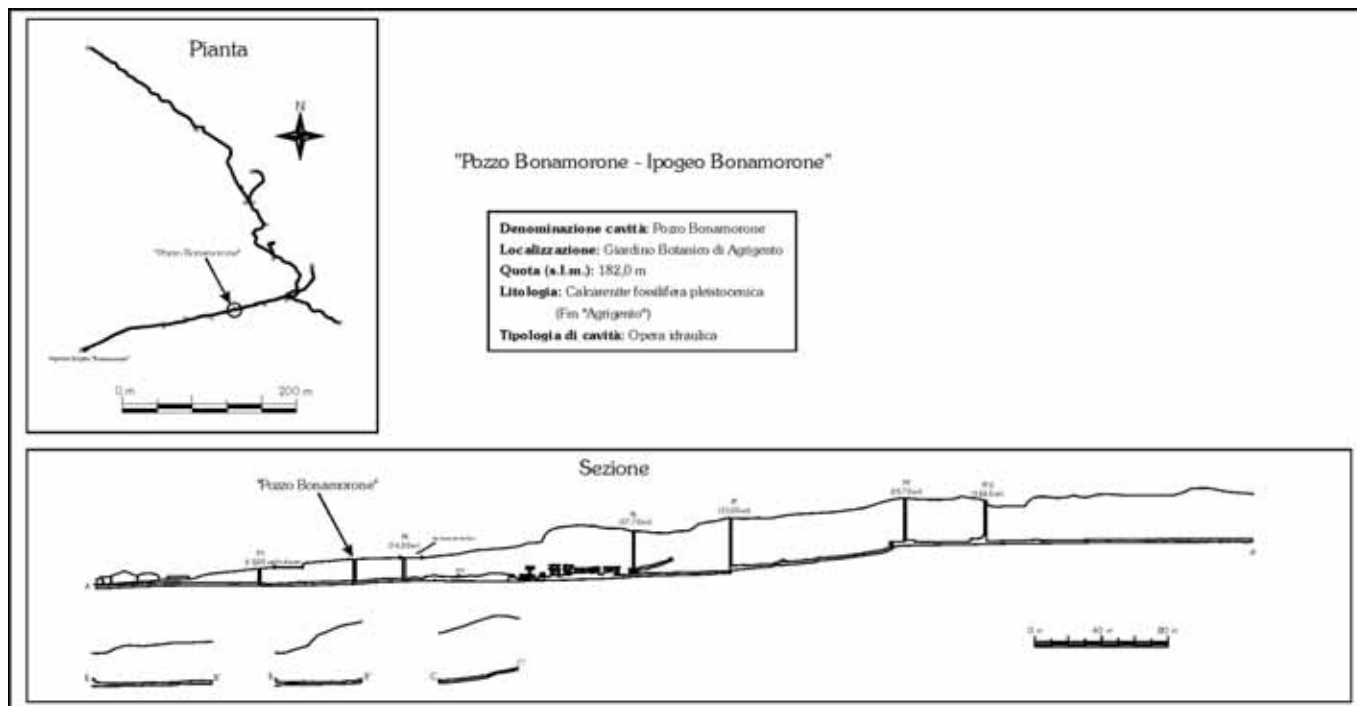 Pianta
N
"Pozzo Bonamorone"
0 m
200 m
"Pozzo Bonamorone - Ipogeo Bonamorone"
Denominazione cavità: Pozzo Bonamorone
Localizzazione: Giardino Botanico di Agrigento
Quota (s.l.m.): 182,0 m
Litologia: Calcarenite fossilifera pleistocenica
(Fm "Agrigento")
Tipologia di cavità: Opera idraulica
Sezione
"Pozzo Bonamorone"
A
0 m
40 m
80 m
B'
C
C'